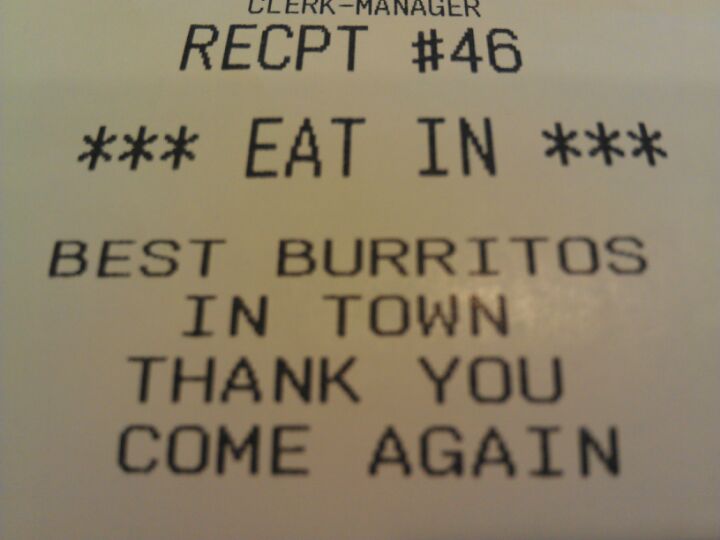 CLERK-MANAGER
RECPT #46
*** EAT IN ***
BEST BURRITOS
IN TOWN
THANK YOU
COME AGAIN